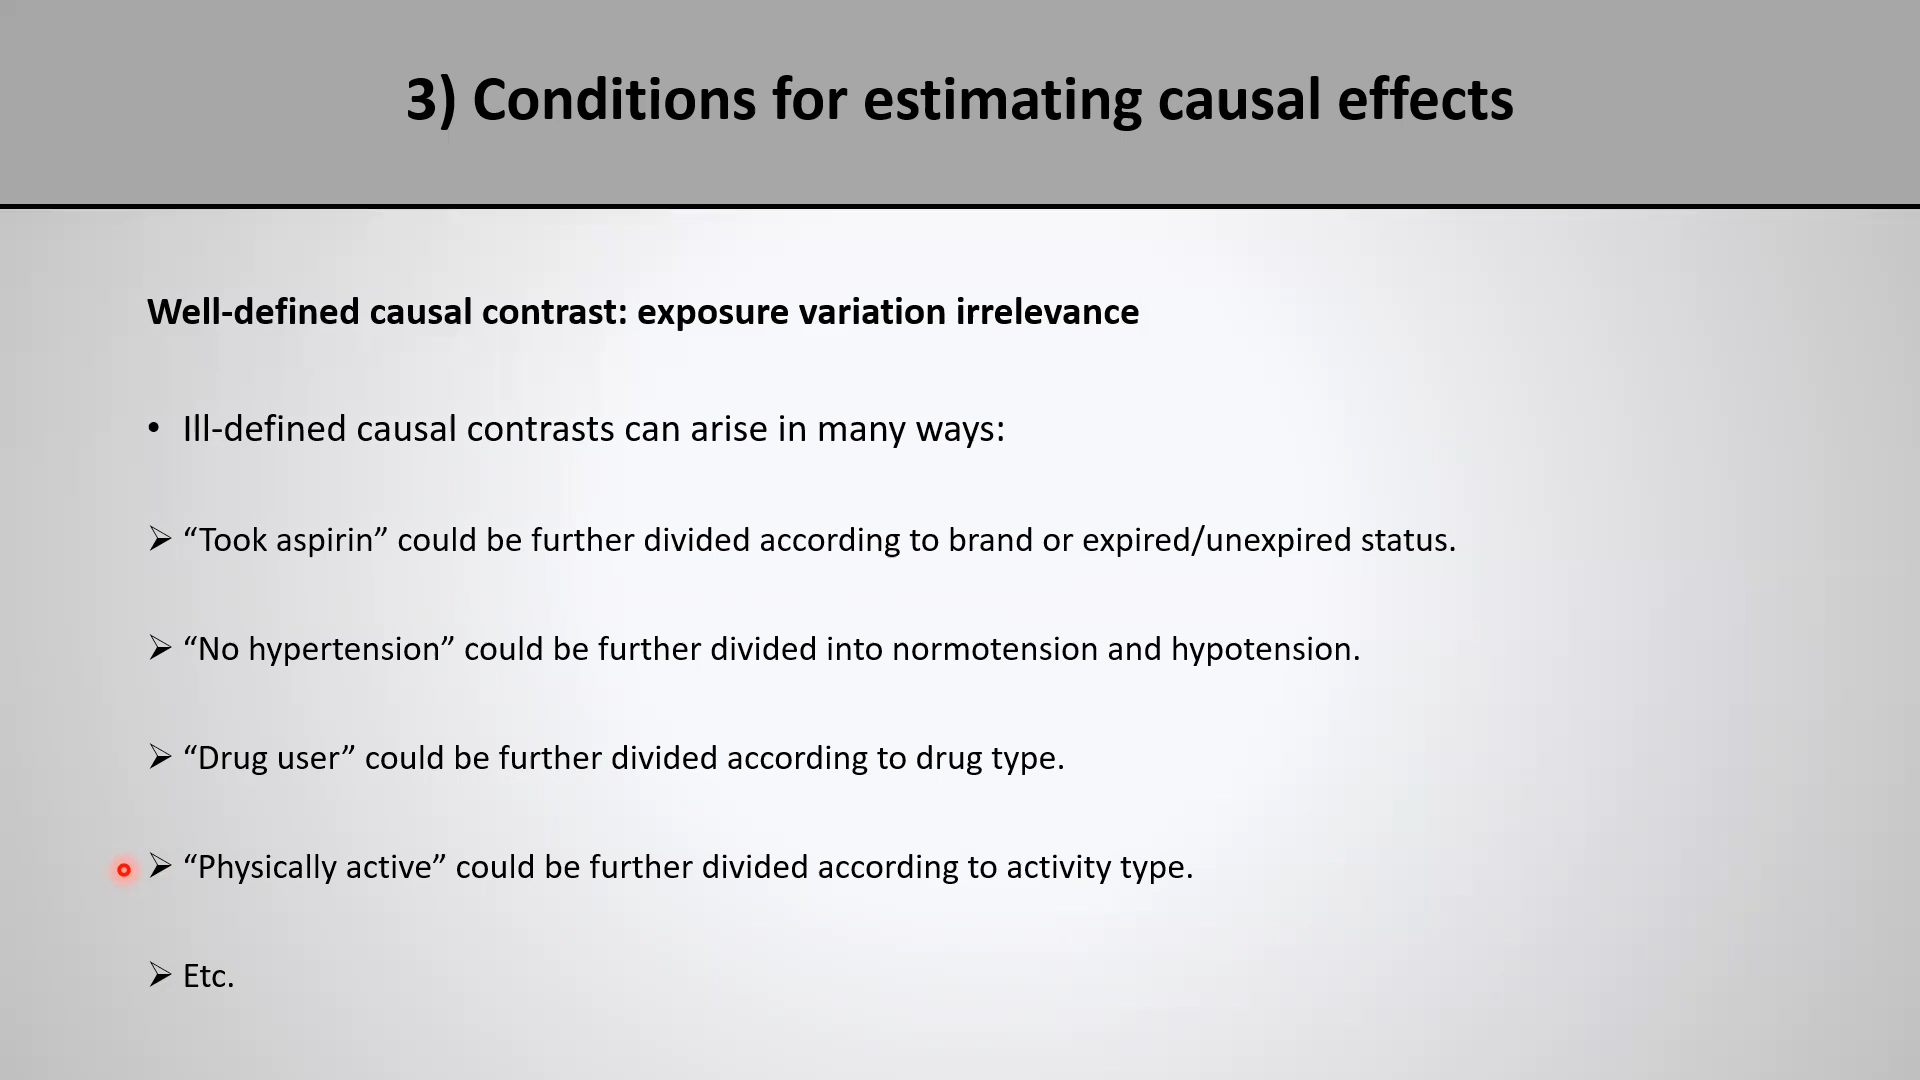 3) Conditions for estimating causal effects
Well-defined causal contrast: exposure variation irrelevance
• Ill-defined causal contrasts can arise in many ways:
➢ “Took aspirin” could be further divided according to brand or expired/unexpired status.
➢ “No hypertension” could be further divided into normotension and hypotension.
➢ “Drug user” could be further divided according to drug type.
➢ “Physically active” could be further divided according to activity type.
➢ Etc.